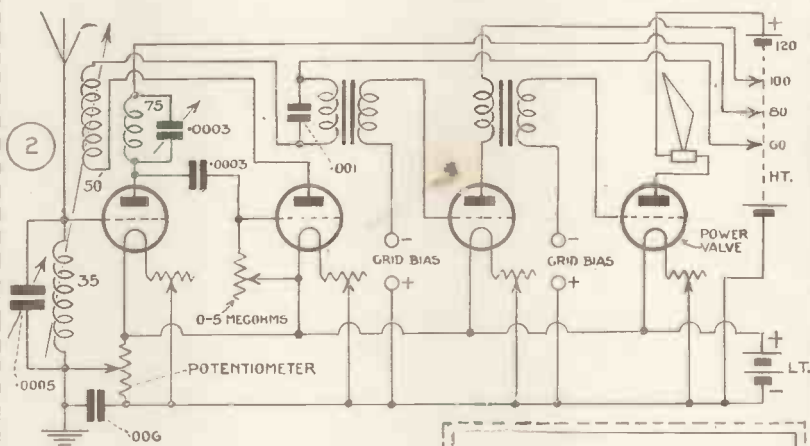 +
120
100
80
60
HT.
75
.0003
.0003
.001
2
50
35
GRID BIAS
-
+
GRID BIAS
-
+
POWER
VALVE
0-5 MEGOHMS
POTENTIOMETER
.0005
.006
+
LT.
-